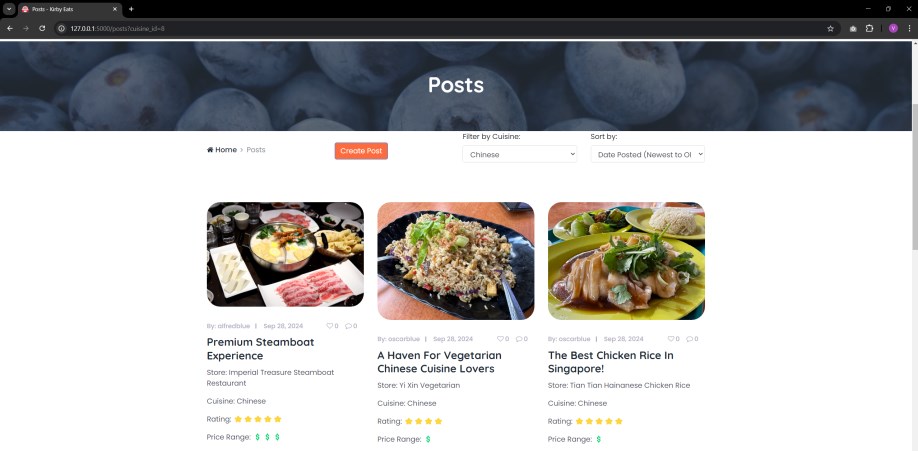 Posts - Kirby Eats
127.0.0.1:5000/posts?cuisine_id=8
Posts
Home > Posts
Create Post
Filter by Cuisine:
Chinese
Sort by:
Date Posted (Newest to Ol
By: alfredblue | Sep 28, 2024 0 0
Premium Steamboat
Experience
Store: Imperial Treasure Steamboat
Restaurant
Cuisine: Chinese
Rating:
Price Range: $ $ $
By: oscarblue | Sep 28, 2024 0 0
A Haven For Vegetarian
Chinese Cuisine Lovers
Store: Yi Xin Vegetarian
Cuisine: Chinese
Rating:
Price Range: $
By: oscarblue | Sep 28, 2024 0 0
The Best Chicken Rice In
Singapore!
Store: Tian Tian Hainanese Chicken Rice
Cuisine: Chinese
Rating:
Price Range: $